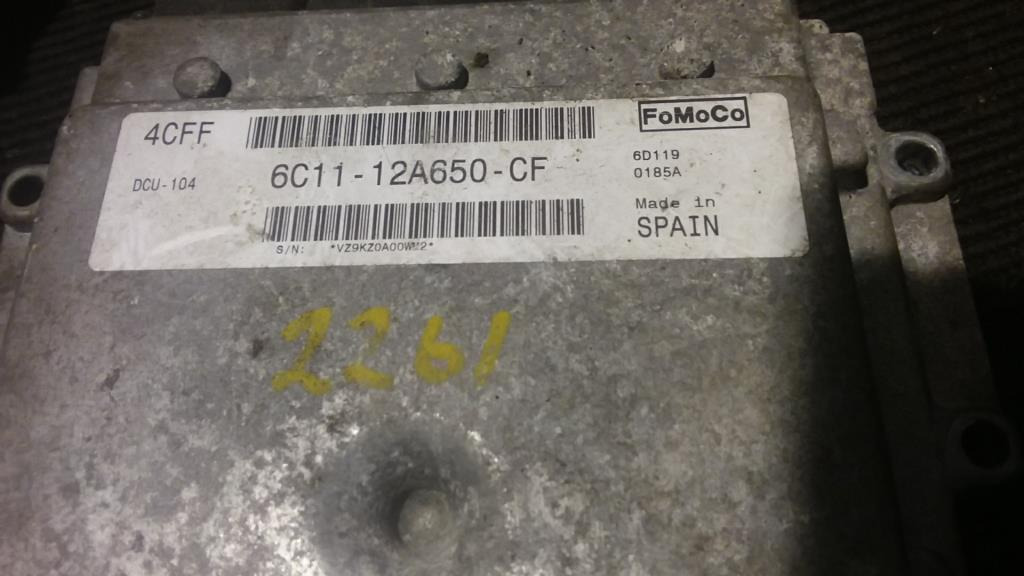 4CFF
FoMoCo
6C11-12A650-CF
6D119
DCU-104
0185A
Made in
SPAIN
S/N:
2261